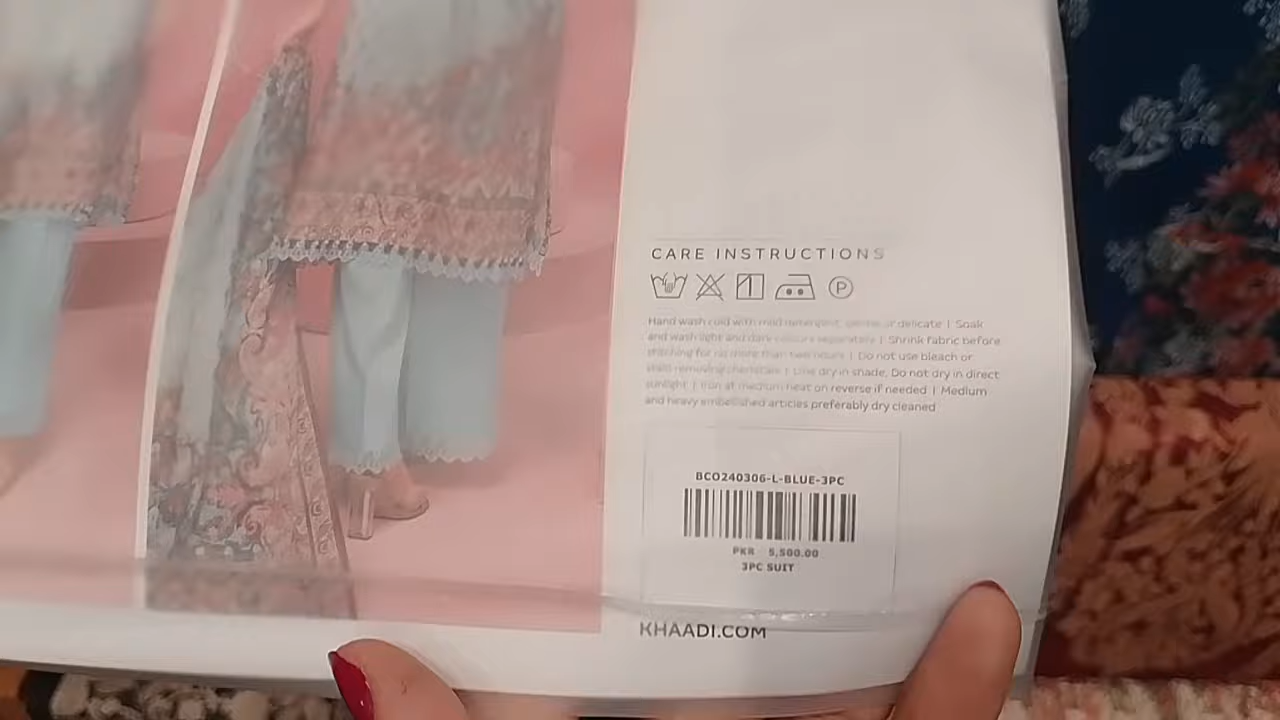 CARE INSTRUCTIONS
P
Hand wash cold with mild detergent, gentle or delicate | Soak
and wash light and dark colours separately | Shrink fabric before
stitching for no more than two hours | Do not use bleach or
stain removing chemicals | Line dry in shade, Do not dry in direct
sunlight | Iron at medium heat on reverse if needed | Medium
and heavy embellished articles preferably dry cleaned
BCO240306-L-BLUE-3PC
PKR 5,500.00
3PC SUIT
KHAADI.COM